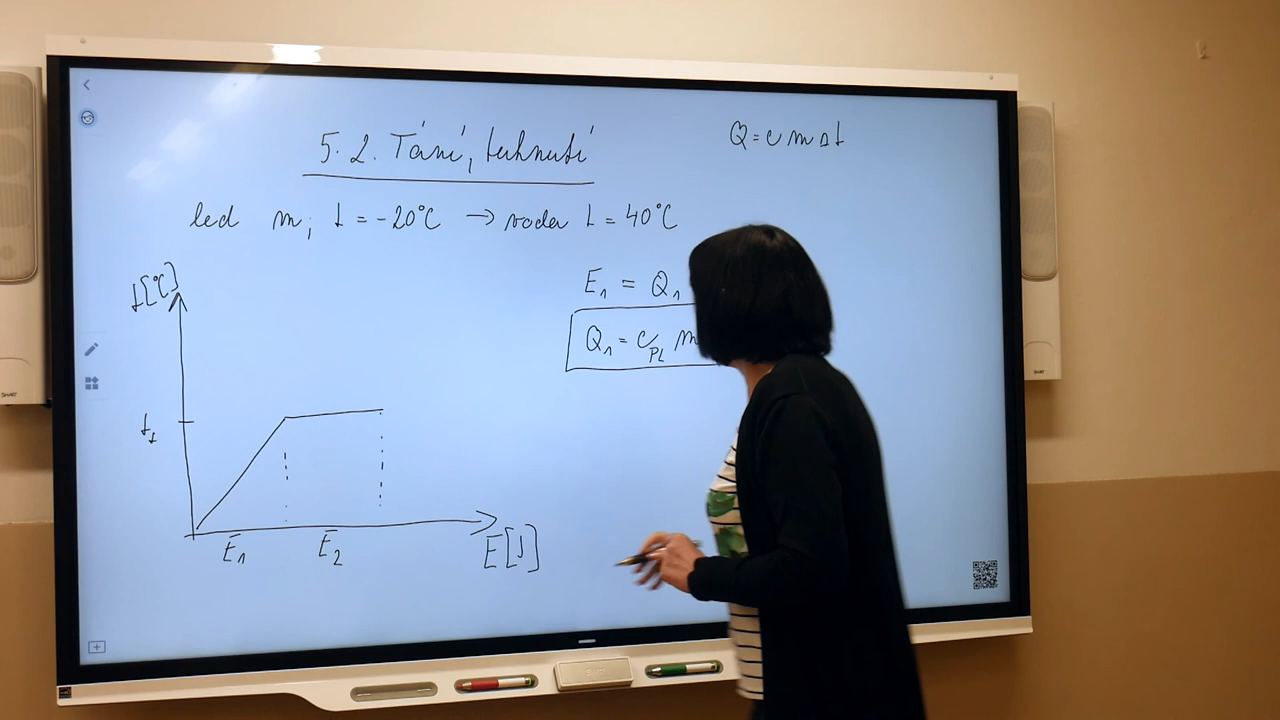 5.2. Tání, tuhnutí
Q = c m Δt
led m; t = -20°C → voda t = 40°C
t[°C]
E₁ = Q₁
Q₁ = c_PL m
t_t
E₁ E₂
E[J]